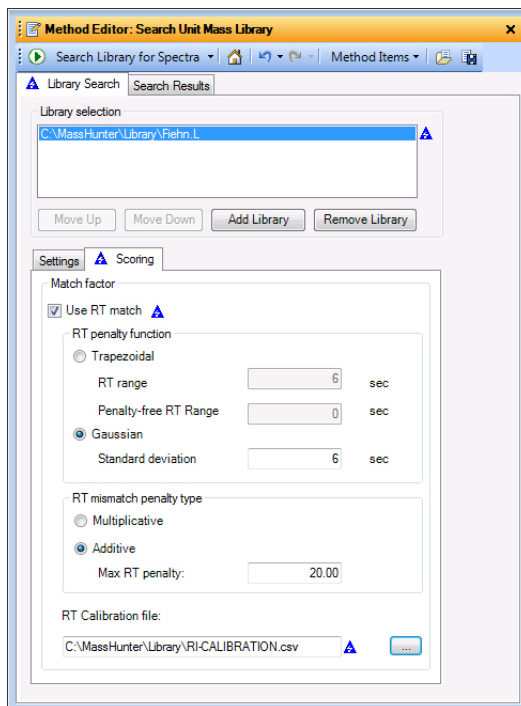 Method Editor: Search Unit Mass Library
Search Library for Spectra
Method Items
Library Search
Search Results
Library selection
C:\MassHunter\Library\Fiehn.L
Move Up
Move Down
Add Library
Remove Library
Settings
Scoring
Match factor
Use RT match
RT penalty function
Trapezoidal
RT range 6 sec
Penalty-free RT Range 0 sec
Gaussian
Standard deviation 6 sec
RT mismatch penalty type
Multiplicative
Additive
Max RT penalty: 20.00
RT Calibration file:
C:\MassHunter\Library\RI-CALIBRATION.csv
...